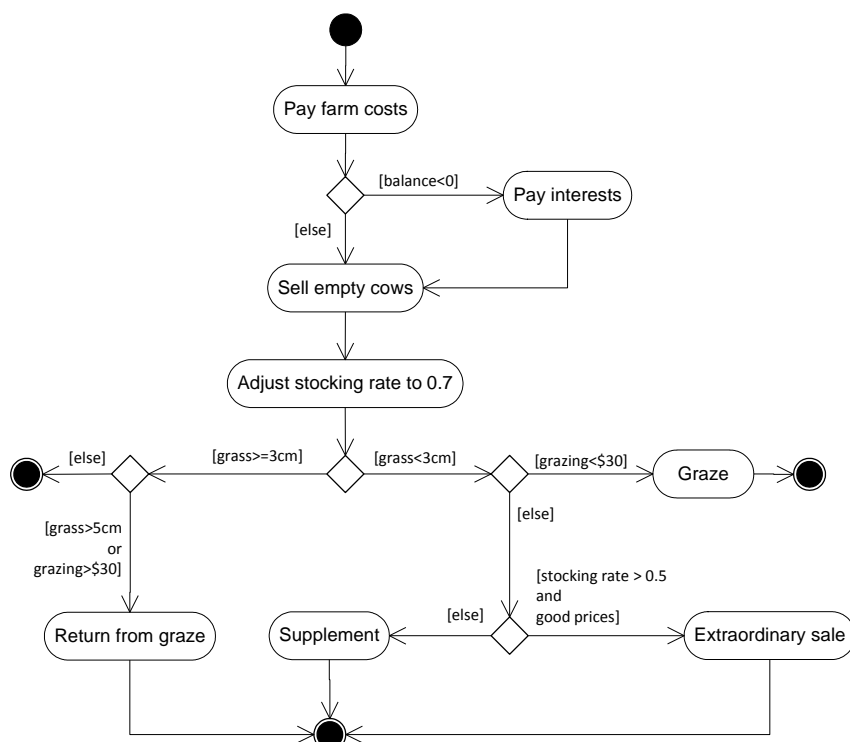 Pay farm costs
[balance<0]
Pay interests
[else]
Sell empty cows
Adjust stocking rate to 0.7
[else]
[grass>=3cm]
[grass<3cm]
[grazing<$30]
Graze
[else]
[grass>5cm
or
grazing>$30]
[stocking rate > 0.5
and
good prices]
[else]
Return from graze
Supplement
Extraordinary sale